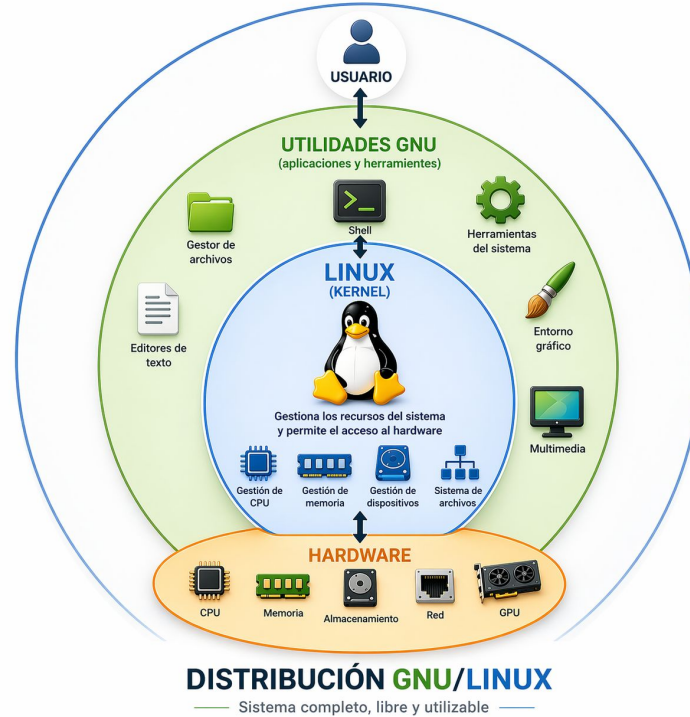 USUARIO
UTILIDADES GNU
(aplicaciones y herramientes)
>_
Shell
Gestor de
archivos
Herramientas
del sistema
Editores de
texto
Entorno
gráfico
Multimedia
LINUX
(KERNEL)
Gestiona los recursos del sistema
y permite el acceso al hardware
Gestión de
CPU
Gestión de
memoria
Gestión de
dispositivos
Sistema de
archivos
HARDWARE
CPU
Memoria
Almacenamiento
Red
GPU
DISTRIBUCIÓN GNU/LINUX
Sistema completo, libre y utilizable